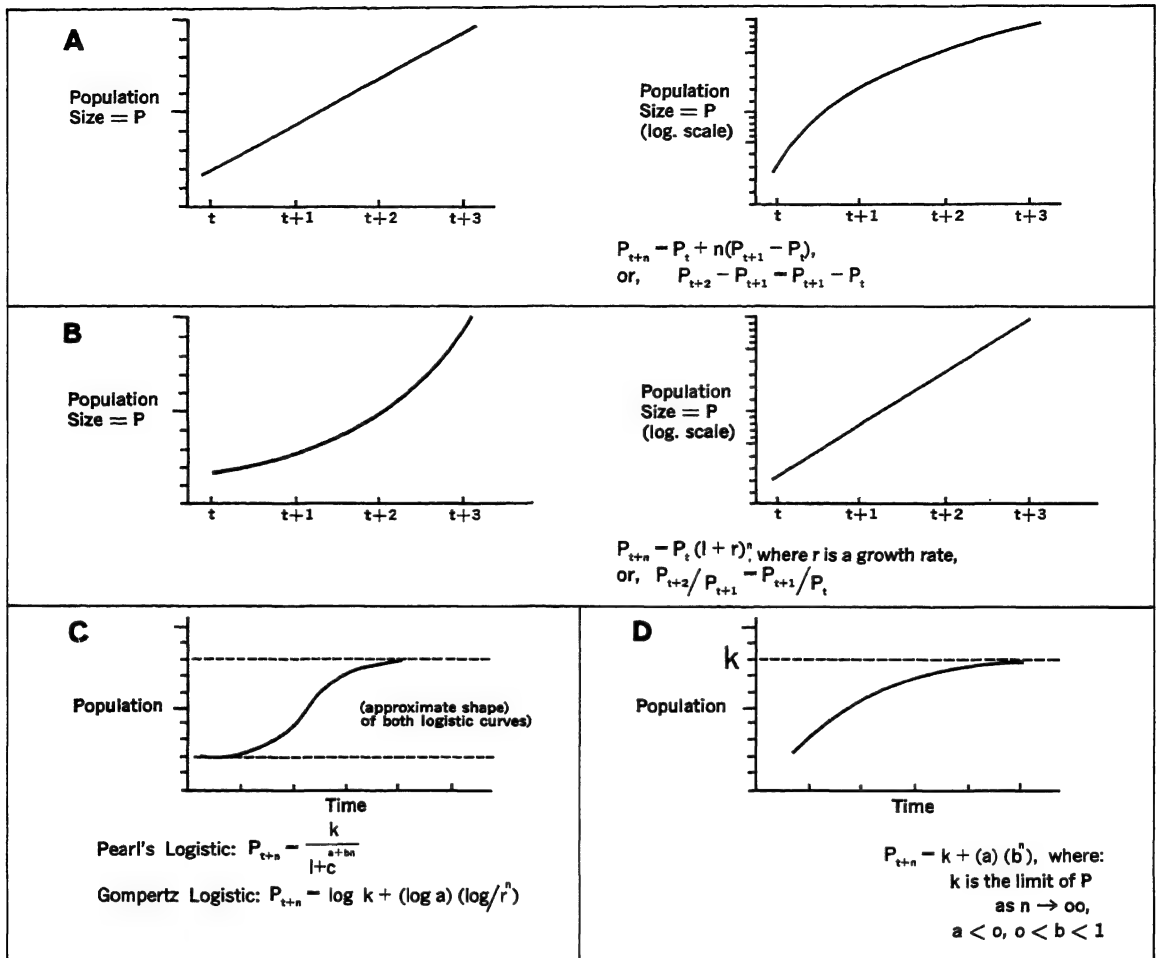 A
Population
Size = P
t t+1 t+2 t+3
Population
Size = P
(log. scale)
t t+1 t+2 t+3
P_{t+n} = P_t + n(P_{t+1} − P_t),
or, P_{t+2} − P_{t+1} = P_{t+1} − P_t
B
Population
Size = P
t t+1 t+2 t+3
Population
Size = P
(log. scale)
t t+1 t+2 t+3
P_{t+n} = P_t (1 + r)^n, where r is a growth rate,
or, P_{t+2}/P_{t+1} = P_{t+1}/P_t
C
Population
(approximate shape)
of both logistic curves)
Time
Pearl's Logistic: P_{t+n} = k / 1+c^{a+bn}
Gompertz Logistic: P_{t+n} = log k + (log a) (log/r^n)
D
k
Population
Time
P_{t+n} = k + (a) (b^n), where:
k is the limit of P
as n → oo,
a < o, o < b < 1